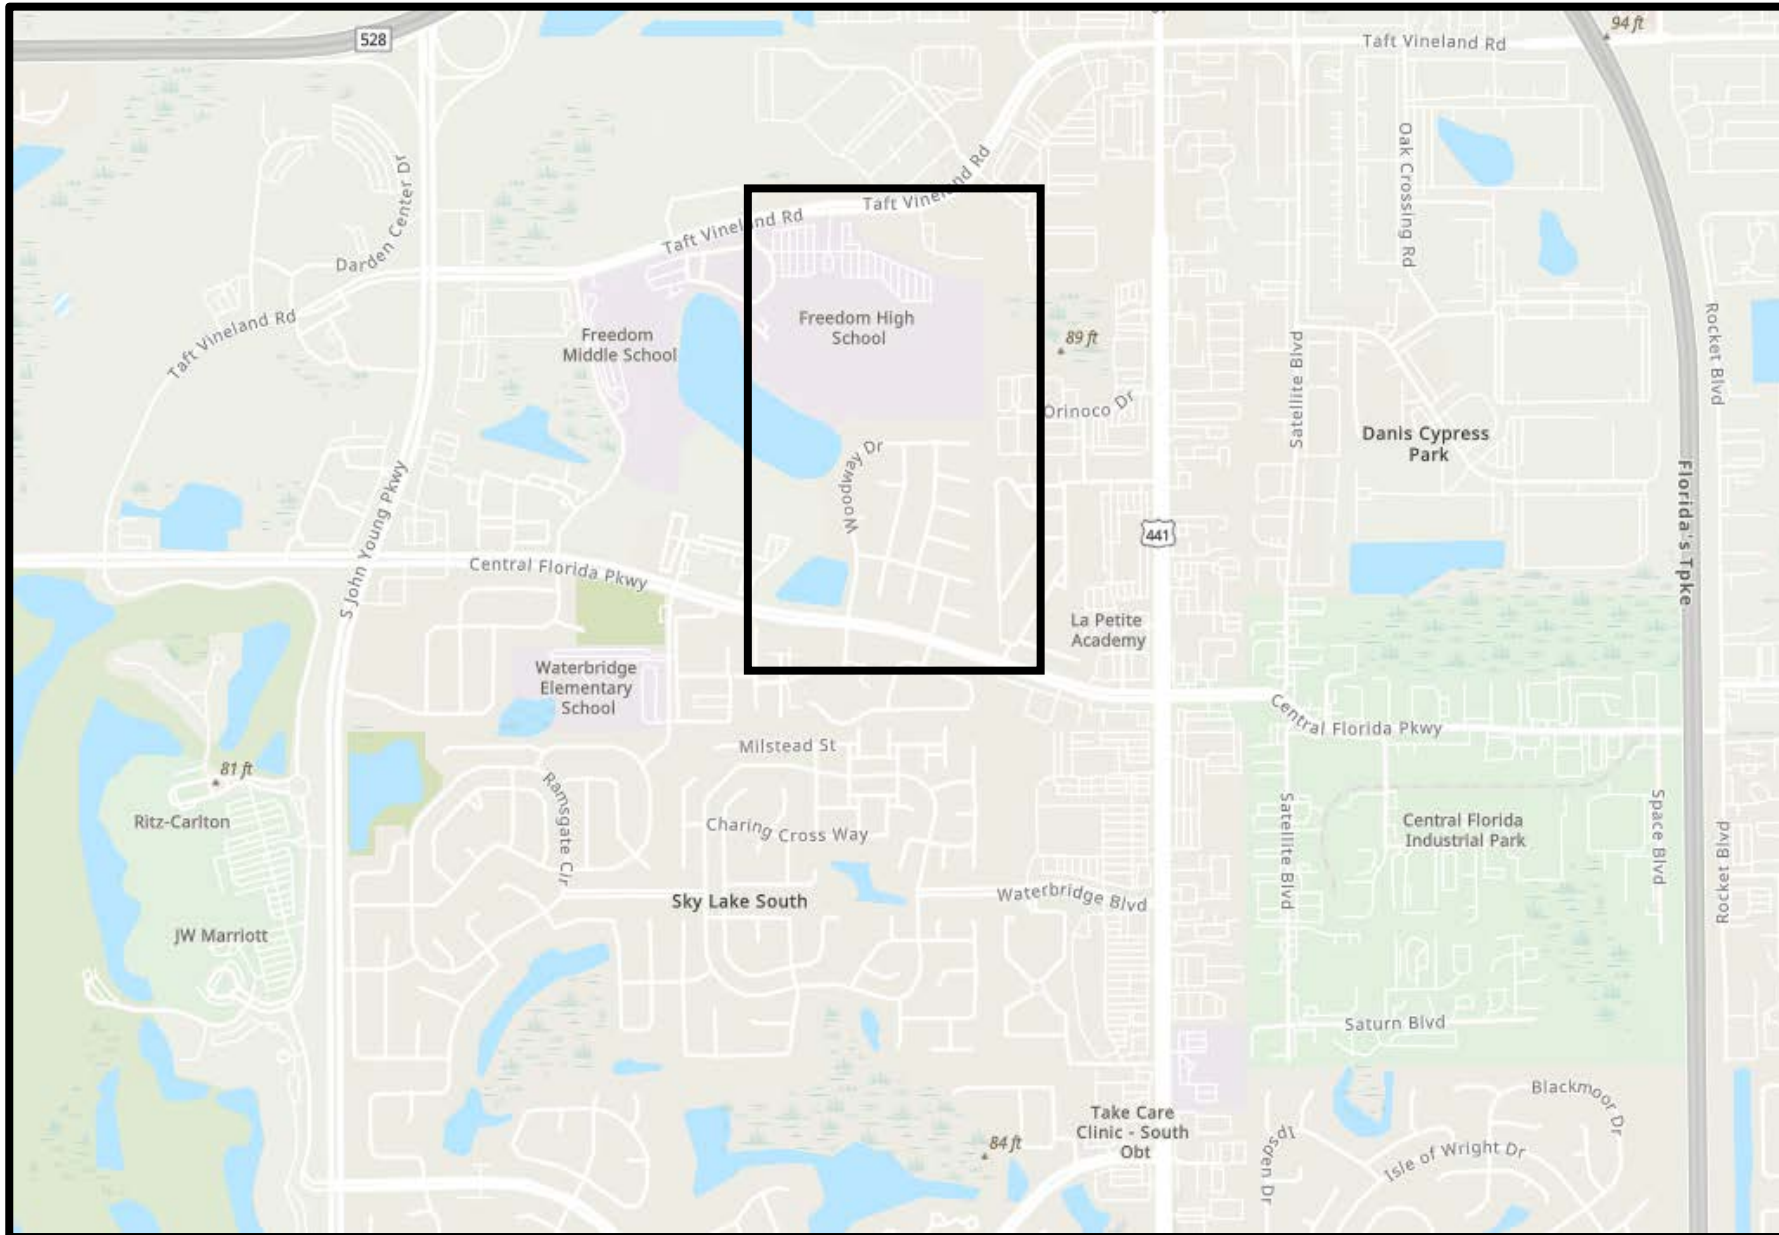 94 ft
528
Taft Vineland Rd
Oak Crossing Rd
Darden Center Dr
Taft Vineland Rd
Taft Vineland Rd
Taft Vineland Rd
Freedom High
School
Freedom
Middle School
89 ft
Rocket Blvd
Satellite Blvd
Orinoco Dr
Danis Cypress
Park
Woodway Dr
S John Young Pkwy
441
Florida's Tpke
Central Florida Pkwy
La Petite
Academy
Waterbridge
Elementary
School
Central Florida Pkwy
Milstead St
81 ft
Ramsgate Cir
Ritz-Carlton
Charing Cross Way
Satellite Blvd
Central Florida
Industrial Park
Space Blvd
Rocket Blvd
Sky Lake South
Waterbridge Blvd
JW Marriott
Saturn Blvd
Blackmoor Dr
Take Care
Clinic - South
Obt
84 ft
Ipsden Dr
Isle of Wright Dr